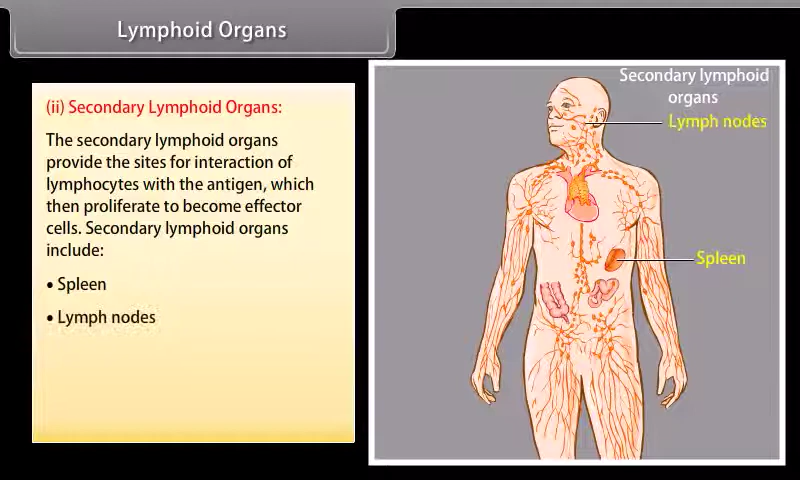 Lymphoid Organs
(ii) Secondary Lymphoid Organs:
The secondary lymphoid organs
provide the sites for interaction of
lymphocytes with the antigen, which
then proliferate to become effector
cells. Secondary lymphoid organs
include:
• Spleen
• Lymph nodes
Secondary lymphoid
organs
Lymph nodes
Spleen